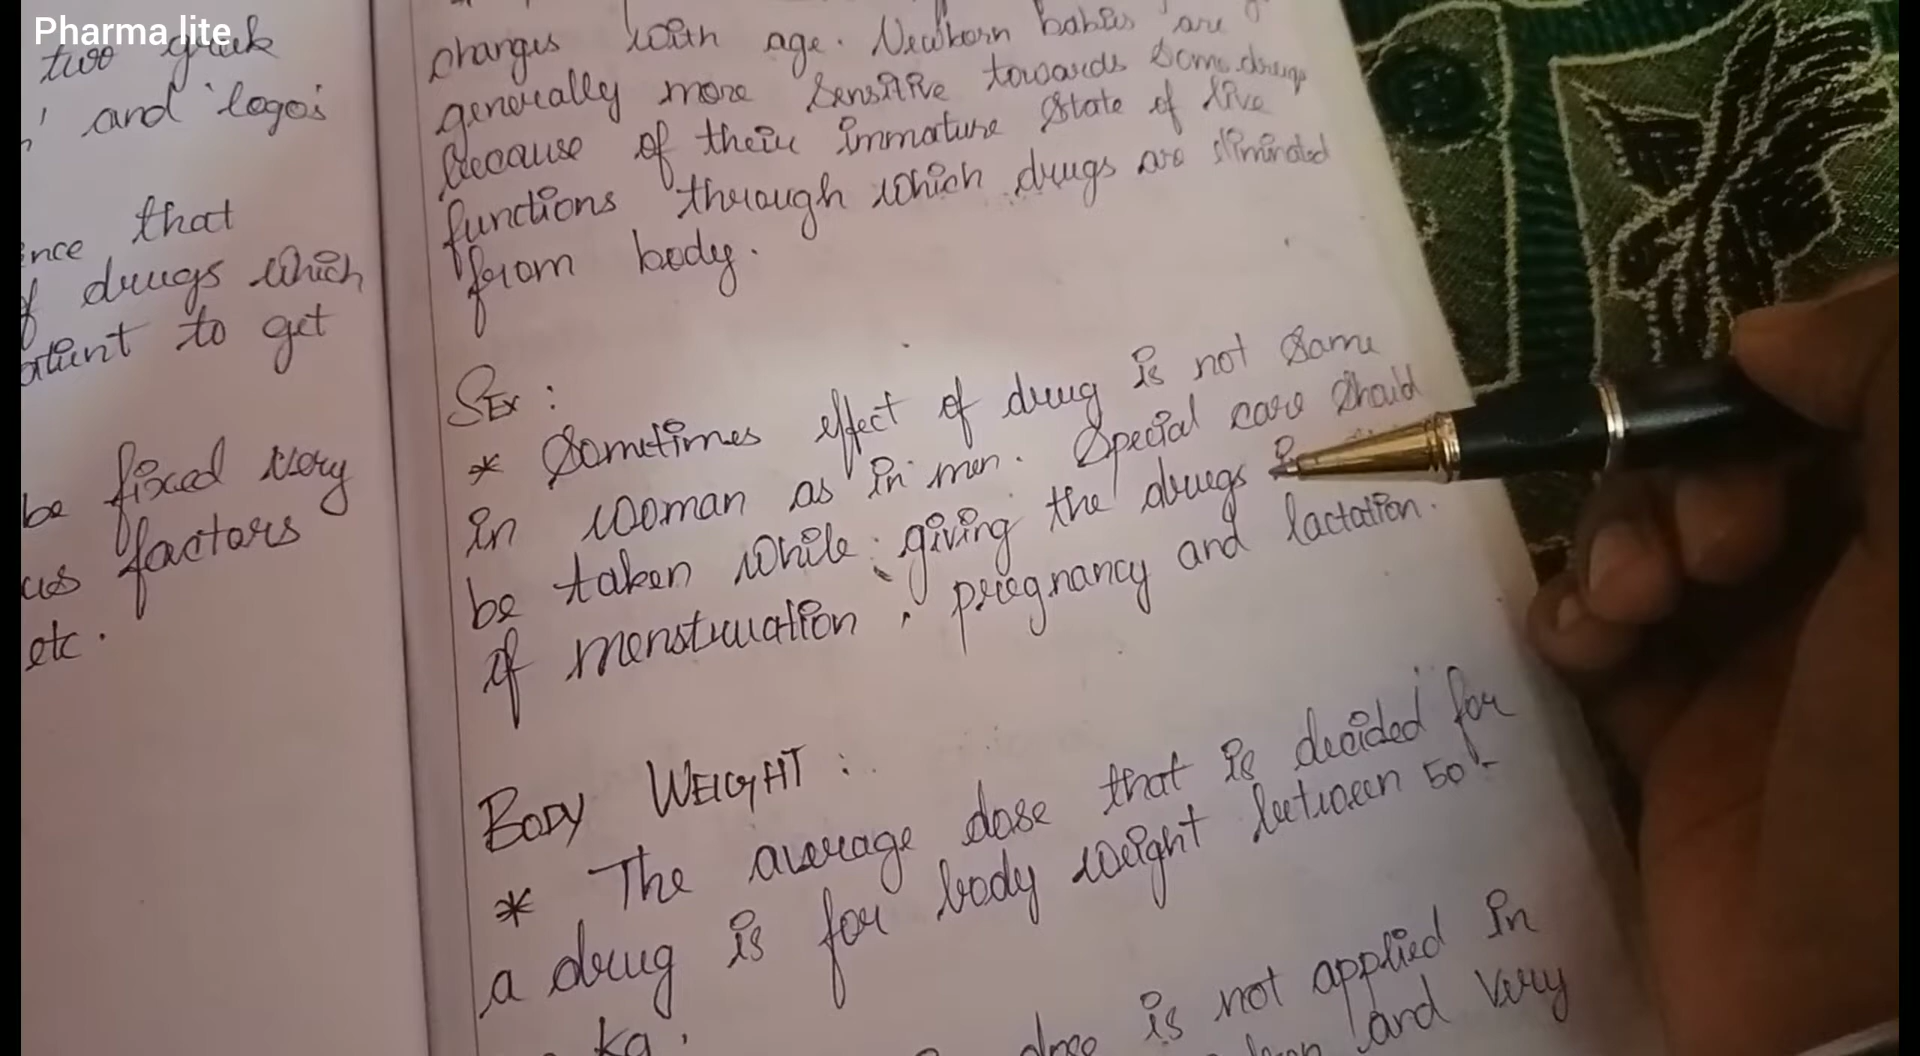 Pharma lite
two greek
' and 'logos
that
drugs which
to get
be fixed very
factors
etc.
changes with age. Newborn babies are
generally more sensitive towards some drugs
because of their immature state of live
functions through which drugs are eliminated
from body.
SEX :
* Sometimes effect of drug is not same
in woman as in men. Special care should
be taken while giving the drugs
of menstruation, pregnancy and lactation.
BODY WEIGHT :
* The average dose that is decided for
a drug is for body weight between 50-
kg.
is not applied in
and very